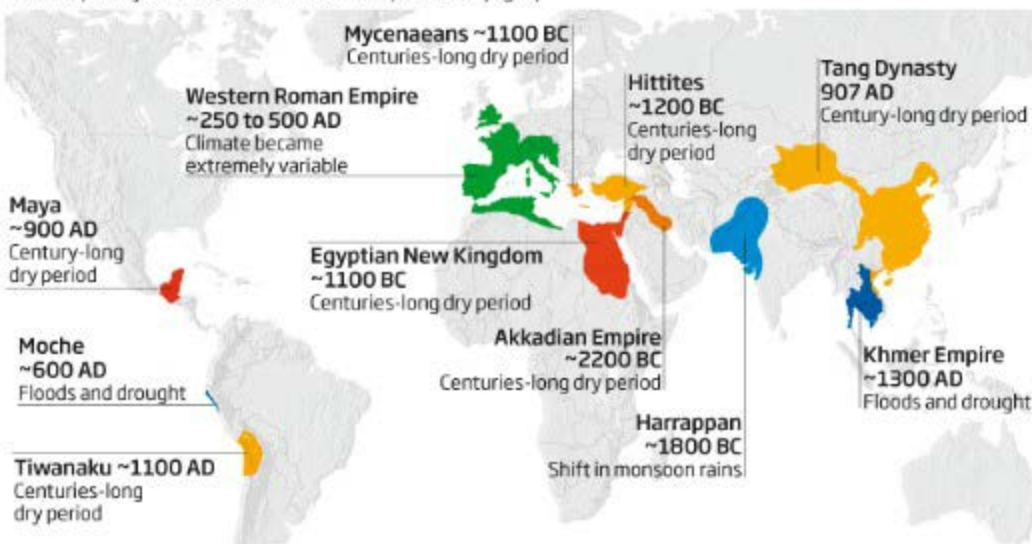 Mycenaeans ~1100 BC
Centuries-long dry period
Hittites
~1200 BC
Centuries-long
dry period
Tang Dynasty
907 AD
Century-long dry period
Western Roman Empire
~250 to 500 AD
Climate became
extremely variable
Maya
~900 AD
Century-long
dry period
Egyptian New Kingdom
~1100 BC
Centuries-long dry period
Akkadian Empire
~2200 BC
Centuries-long dry period
Khmer Empire
~1300 AD
Floods and drought
Moche
~600 AD
Floods and drought
Harrappan
~1800 BC
Shift in monsoon rains
Tiwanaku ~1100 AD
Centuries-long
dry period